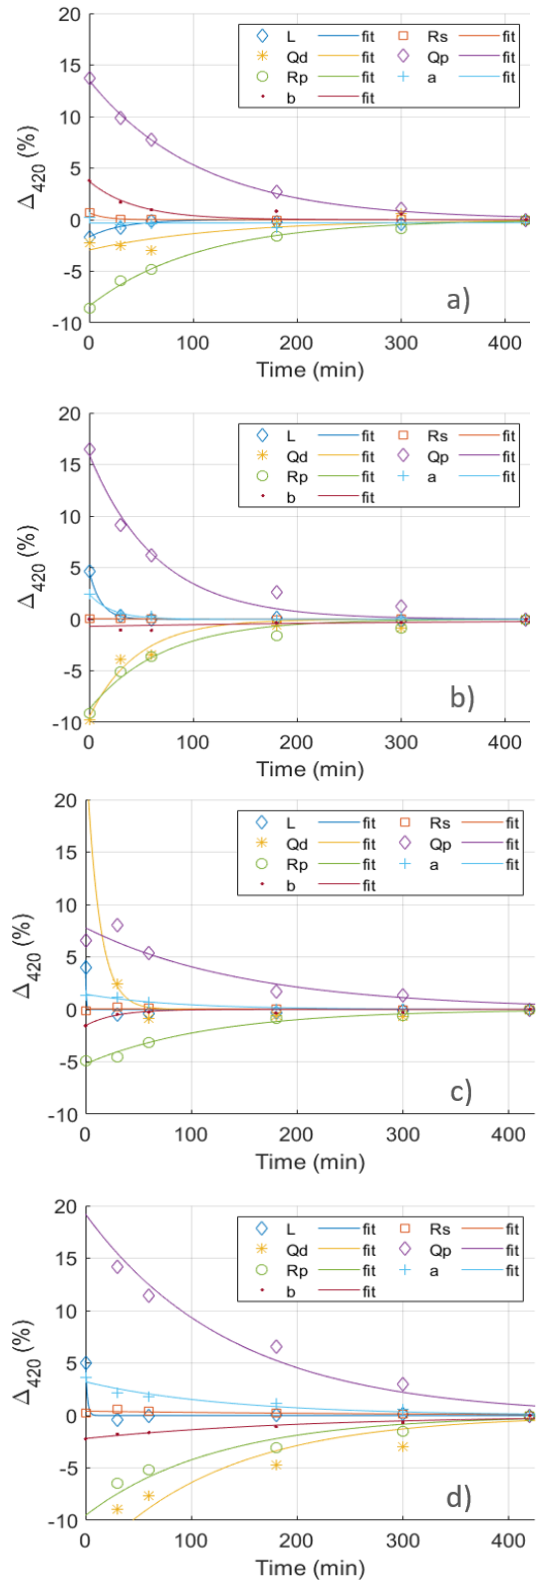 20
L fit Rs fit
Qd fit Qp fit
15
Rp fit a fit
b fit
10
Δ420 (%)
5
0
-5
a)
-10
0 100 200 300 400
Time (min)
20
L fit Rs fit
Qd fit Qp fit
15
Rp fit a fit
b fit
10
Δ420 (%)
5
0
-5
b)
-10
0 100 200 300 400
Time (min)
20
L fit Rs fit
Qd fit Qp fit
15
Rp fit a fit
b fit
10
Δ420 (%)
5
0
-5
c)
-10
0 100 200 300 400
Time (min)
20
L fit Rs fit
Qd fit Qp fit
15
Rp fit a fit
b fit
10
Δ420 (%)
5
0
-5
d)
-10
0 100 200 300 400
Time (min)